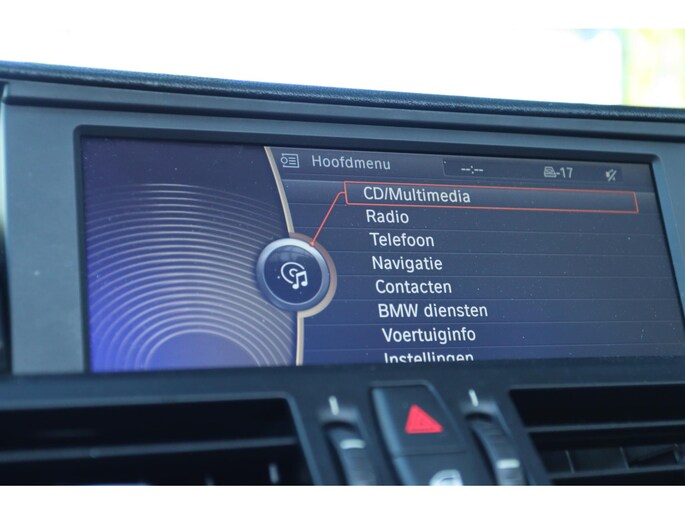 Hoofdmenu --:-- -17
CD/Multimedia
Radio
Telefoon
Navigatie
Contacten
BMW diensten
Voertuiginfo
Instellingen